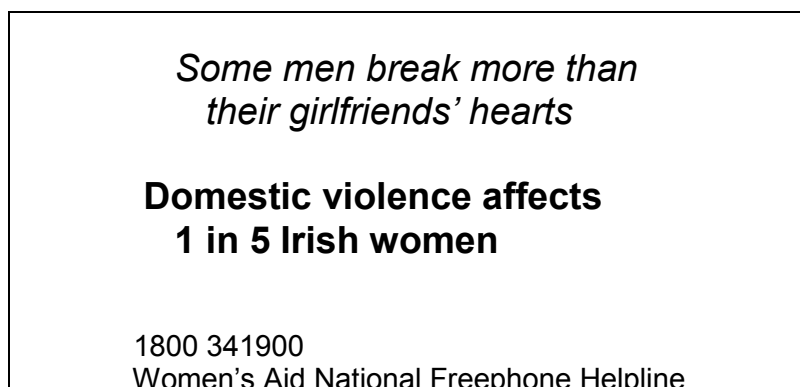 Some men break more than
their girlfriends’ hearts
Domestic violence affects
1 in 5 Irish women
1800 341900
Women’s Aid National Freephone Helpline